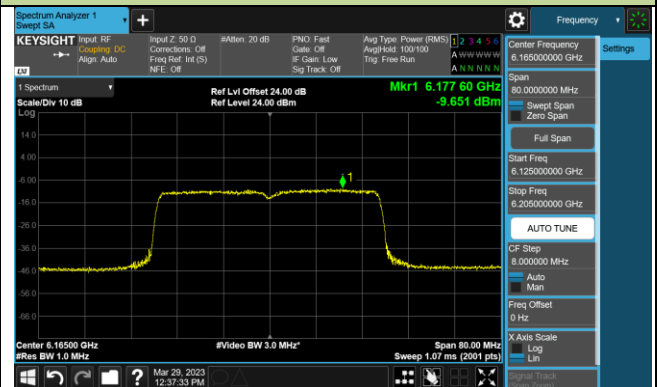 Spectrum Analyzer 1
Swept SA
Frequency
KEYSIGHT
Input: RF
Coupling: DC
Align: Auto
Input Z: 50 Ω
Corrections: Off
Freq Ref: Int (S)
NFE: Off
#Atten: 20 dB
PNO: Fast
Gate: Off
IF Gain: Low
Sig Track: Off
Avg Type: Power (RMS)
Avg|Hold: 100/100
Trig: Free Run
1 2 3 4 5 6
A W W W W W
A N N N N N
LXI
1 Spectrum
Scale/Div 10 dB
Log
Ref Lvl Offset 24.00 dB
Ref Level 24.00 dBm
Mkr1 6.177 60 GHz
-9.651 dBm
14.0
4.00
-6.00
-16.0
-26.0
-36.0
-46.0
-56.0
-66.0
1
Center 6.16500 GHz
#Res BW 1.0 MHz
#Video BW 3.0 MHz*
Span 80.00 MHz
Sweep 1.07 ms (2001 pts)
Mar 29, 2023
12:37:33 PM
Center Frequency
6.165000000 GHz
Settings
Span
80.0000000 MHz
Swept Span
Zero Span
Full Span
Start Freq
6.125000000 GHz
Stop Freq
6.205000000 GHz
AUTO TUNE
CF Step
8.000000 MHz
Auto
Man
Freq Offset
0 Hz
X Axis Scale
Log
Lin
Signal Track
(Span Zoom)